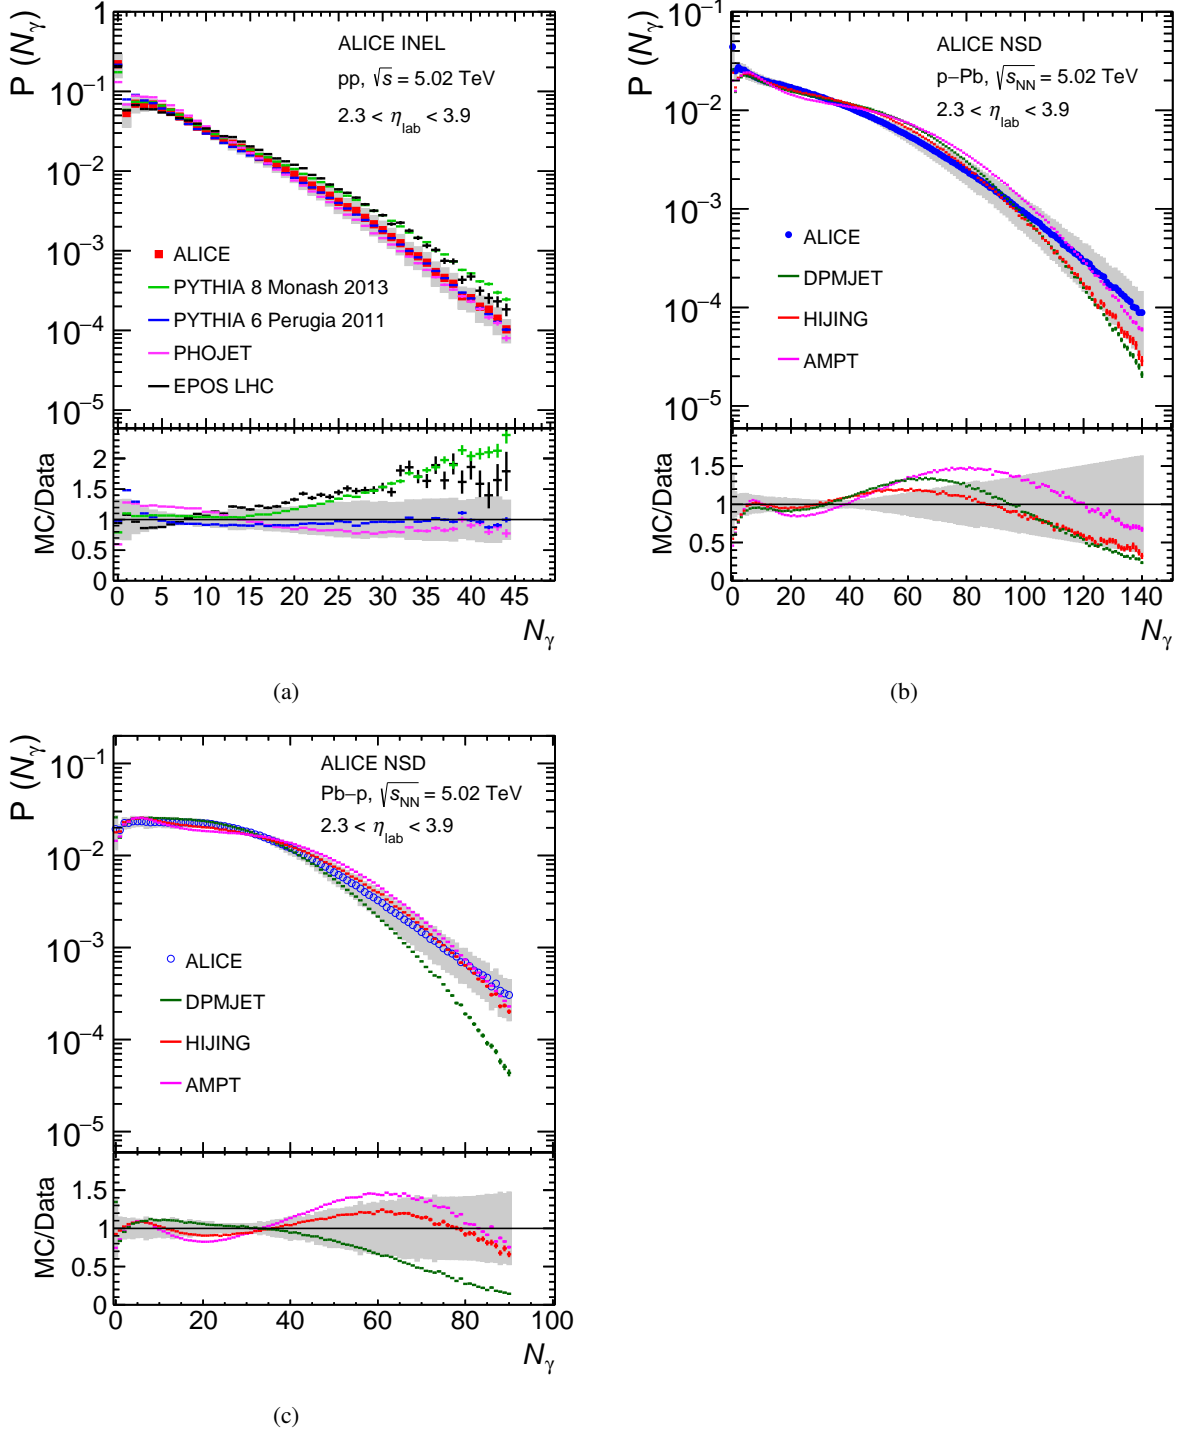 P (Nγ)
1
10⁻¹
10⁻²
10⁻³
10⁻⁴
10⁻⁵
ALICE INEL
pp, √s = 5.02 TeV
2.3 < η_lab < 3.9
ALICE
PYTHIA 8 Monash 2013
PYTHIA 6 Perugia 2011
PHOJET
EPOS LHC
MC/Data
2
1.5
1
0.5
0
0 5 10 15 20 25 30 35 40 45
Nγ
(a)
P (Nγ)
10⁻¹
10⁻²
10⁻³
10⁻⁴
10⁻⁵
ALICE NSD
p–Pb, √s_NN = 5.02 TeV
2.3 < η_lab < 3.9
ALICE
DPMJET
HIJING
AMPT
MC/Data
1.5
1
0.5
0
0 20 40 60 80 100 120 140
Nγ
(b)
P (Nγ)
10⁻¹
10⁻²
10⁻³
10⁻⁴
10⁻⁵
ALICE NSD
Pb–p, √s_NN = 5.02 TeV
2.3 < η_lab < 3.9
ALICE
DPMJET
HIJING
AMPT
MC/Data
1.5
1
0.5
0
0 20 40 60 80 100
Nγ
(c)